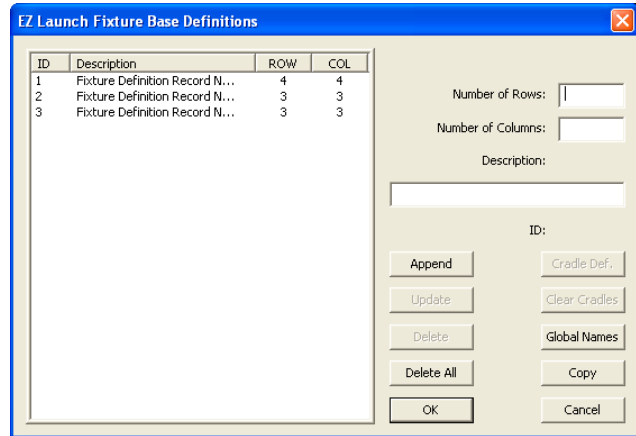 EZ Launch Fixture Base Definitions
ID Description ROW COL
1 Fixture Definition Record N... 4 4
2 Fixture Definition Record N... 3 3
3 Fixture Definition Record N... 3 3
Number of Rows:
Number of Columns:
Description:
ID:
Append Cradle Def.
Update Clear Cradles
Delete Global Names
Delete All Copy
OK Cancel